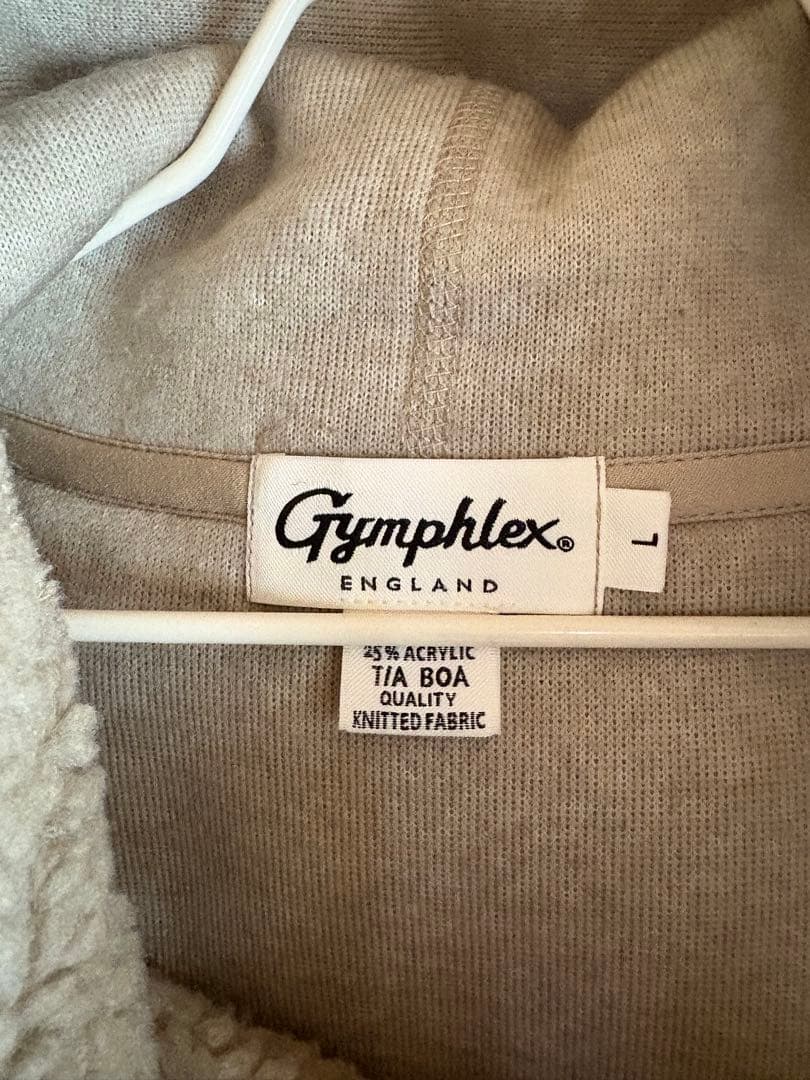 Gymphlex®
ENGLAND
L
25% ACRYLIC
T/A BOA
QUALITY
KNITTED FABRIC